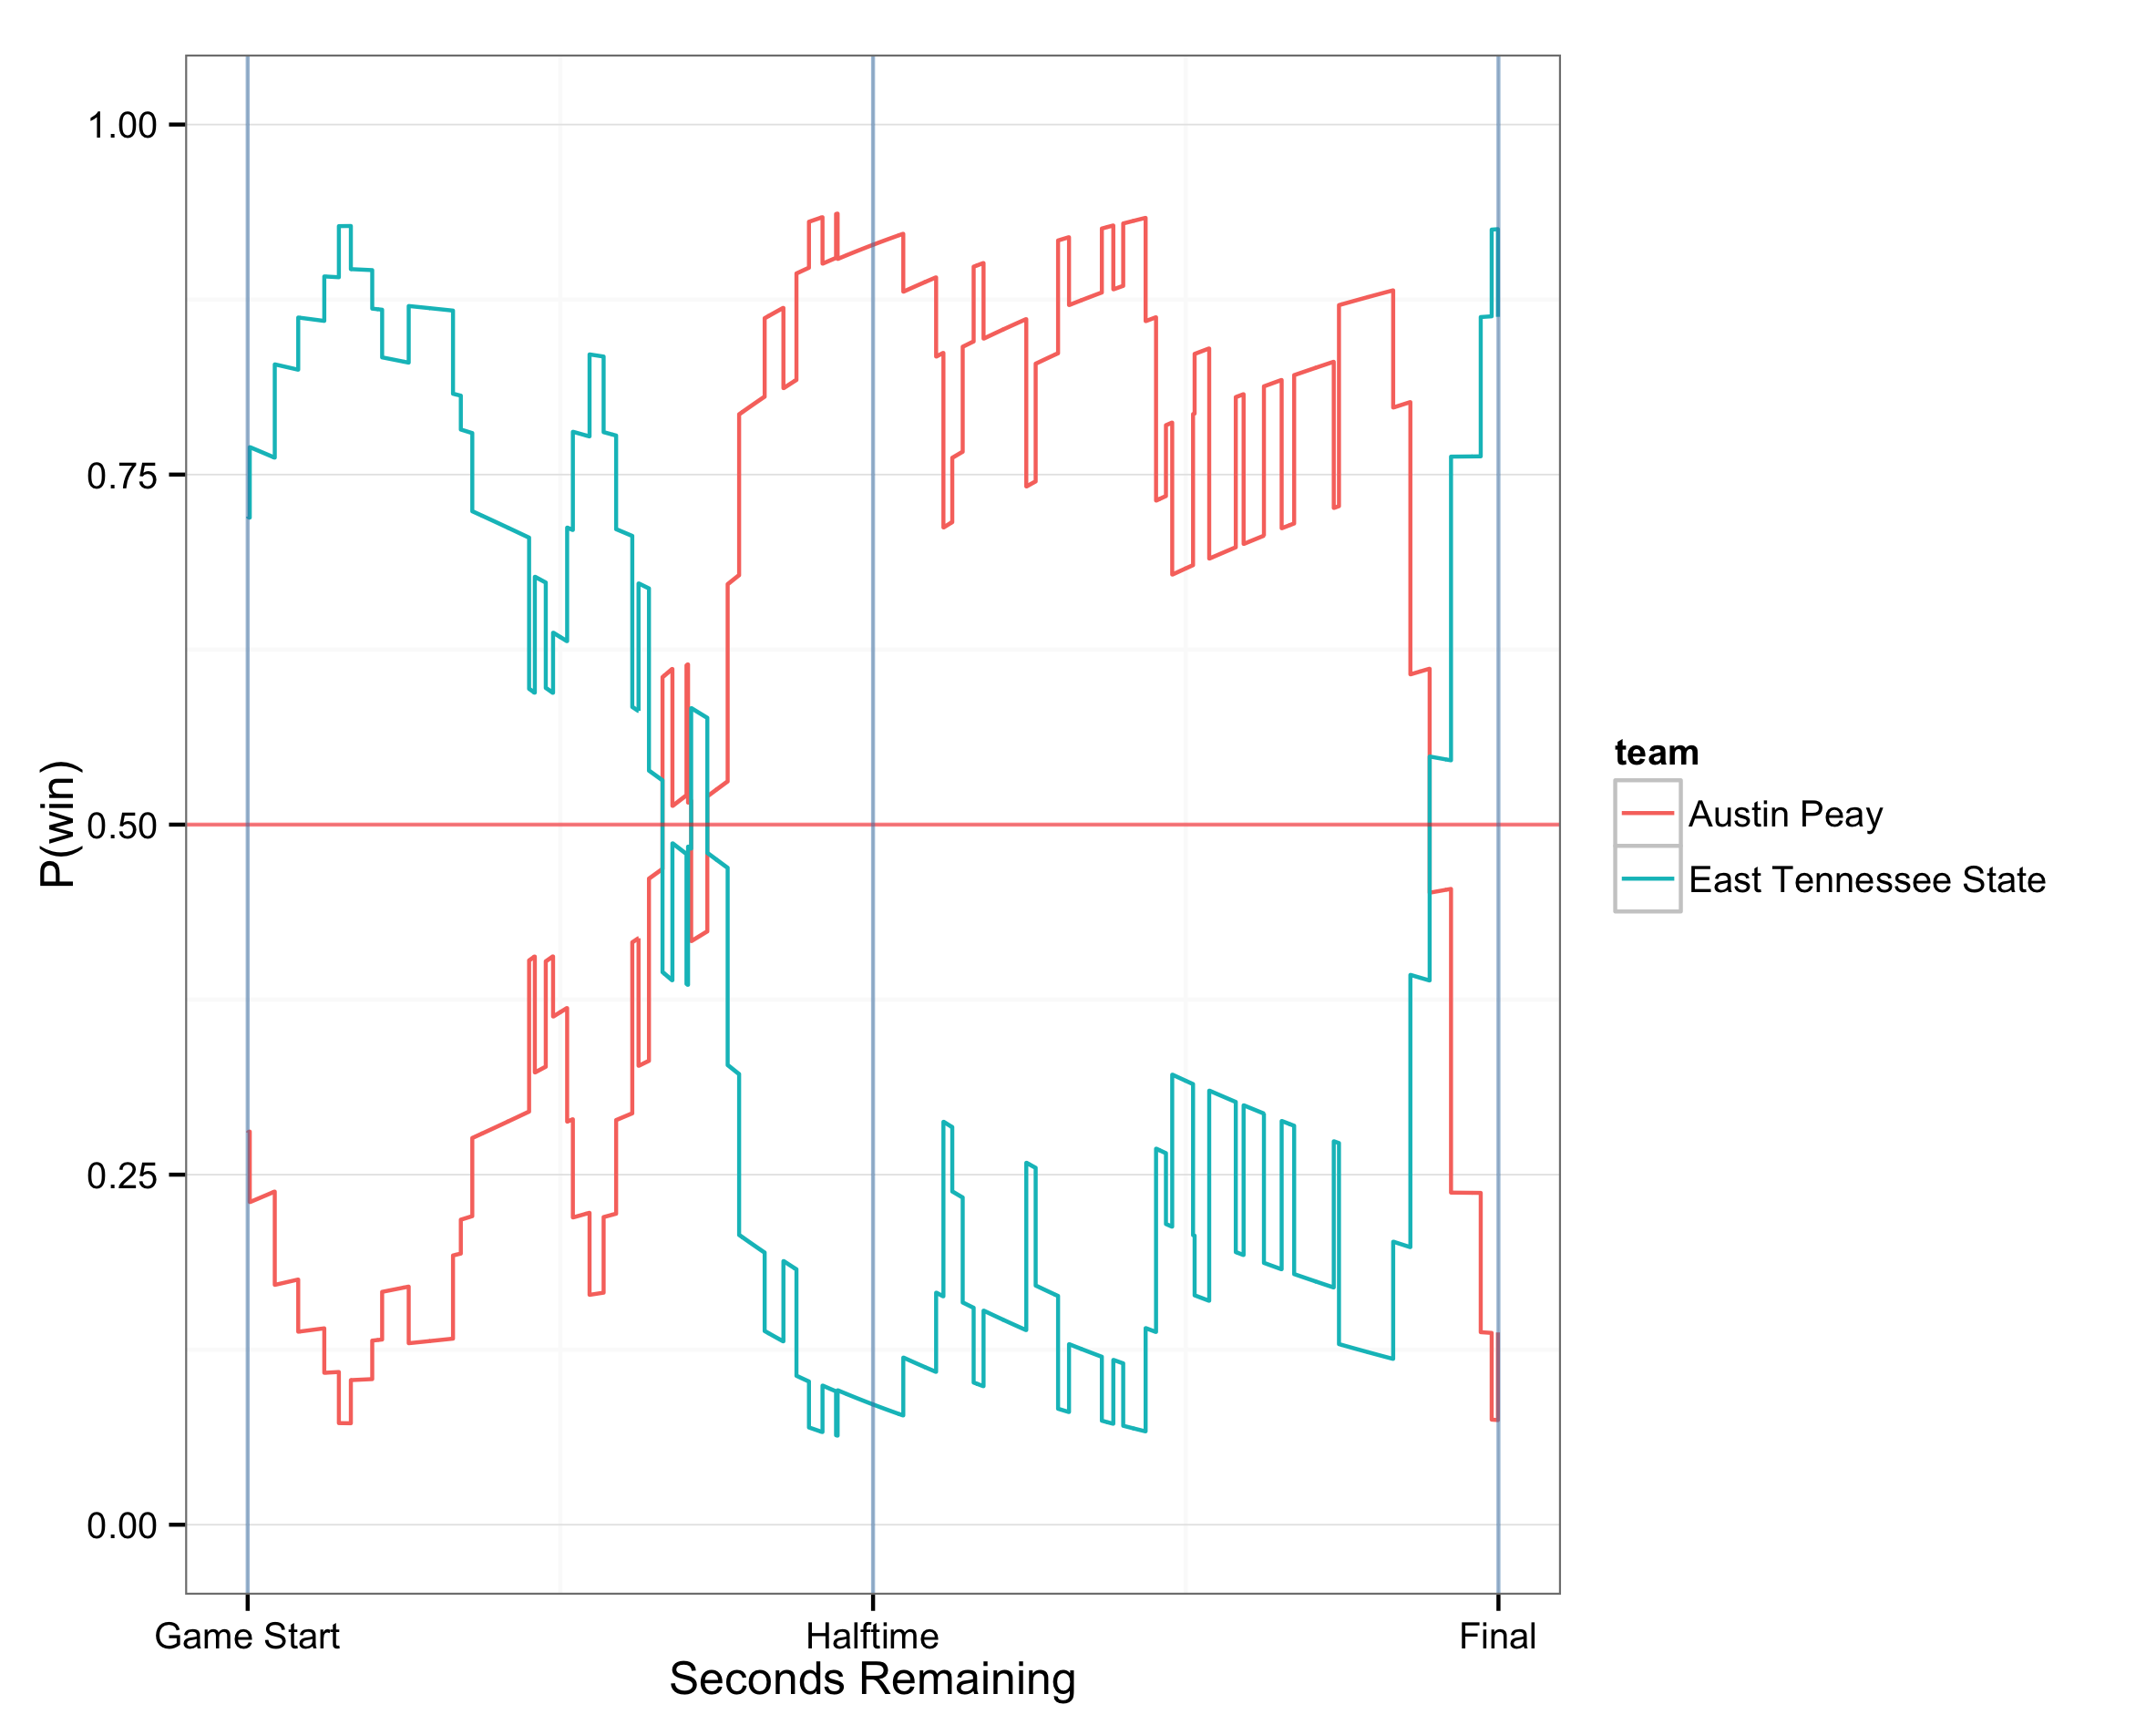 1.00
0.75
0.50
0.25
0.00
P(win)
Game Start
Halftime
Final
Seconds Remaining
team
Austin Peay
East Tennessee State